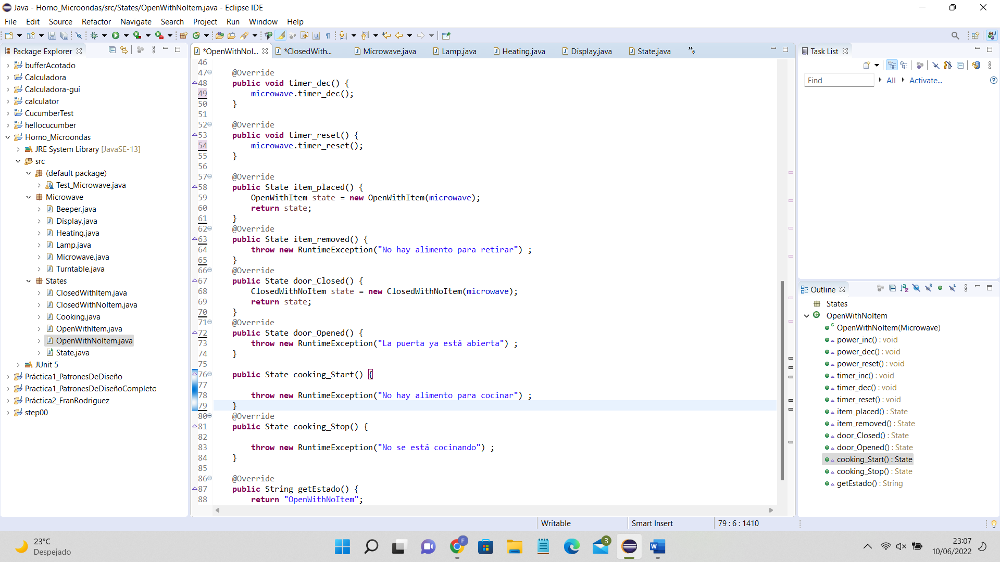 Java - Horno_Microondas/src/States/OpenWithNoItem.java - Eclipse IDE
File Edit Source Refactor Navigate Search Project Run Window Help
Package Explorer
bufferAcotado
Calculadora
Calculadora-gui
calculator
CucumberTest
hellocucumber
Horno_Microondas
JRE System Library [JavaSE-13]
src
(default package)
Test_Microwave.java
Microwave
Beeper.java
Display.java
Heating.java
Lamp.java
Microwave.java
Turntable.java
States
ClosedWithItem.java
ClosedWithNoItem.java
Cooking.java
OpenWithItem.java
OpenWithNoItem.java
State.java
JUnit 5
Práctica1_PatronesDeDiseño
Practica1_PatronesDeDiseñoCompleto
Práctica2_FranRodriguez
step00
*OpenWithNoI... *ClosedWith... Microwave.java Lamp.java Heating.java Display.java State.java »6
46
47 @Override
48 public void timer_dec() {
49 microwave.timer_dec();
50 }
51
52 @Override
53 public void timer_reset() {
54 microwave.timer_reset();
55 }
56
57 @Override
58 public State item_placed() {
59 OpenWithItem state = new OpenWithItem(microwave);
60 return state;
61 }
62 @Override
63 public State item_removed() {
64 throw new RuntimeException("No hay alimento para retirar") ;
65 }
66 @Override
67 public State door_Closed() {
68 ClosedWithNoItem state = new ClosedWithNoItem(microwave);
69 return state;
70 }
71 @Override
72 public State door_Opened() {
73 throw new RuntimeException("La puerta ya está abierta") ;
74 }
75
76 public State cooking_Start() {
77
78 throw new RuntimeException("No hay alimento para cocinar") ;
79 }
80 @Override
81 public State cooking_Stop() {
82
83 throw new RuntimeException("No se está cocinando") ;
84 }
85
86 @Override
87 public String getEstado() {
88 return "OpenWithNoItem";
Task List
Find All Activate...
Outline
States
OpenWithNoItem
OpenWithNoItem(Microwave)
power_inc() : void
power_dec() : void
power_reset() : void
timer_inc() : void
timer_dec() : void
timer_reset() : void
item_placed() : State
item_removed() : State
door_Closed() : State
door_Opened() : State
cooking_Start() : State
cooking_Stop() : State
getEstado() : String
Writable Smart Insert 79 : 6 : 1410
23°C
Despejado
F
3
W
23:07
10/06/2022